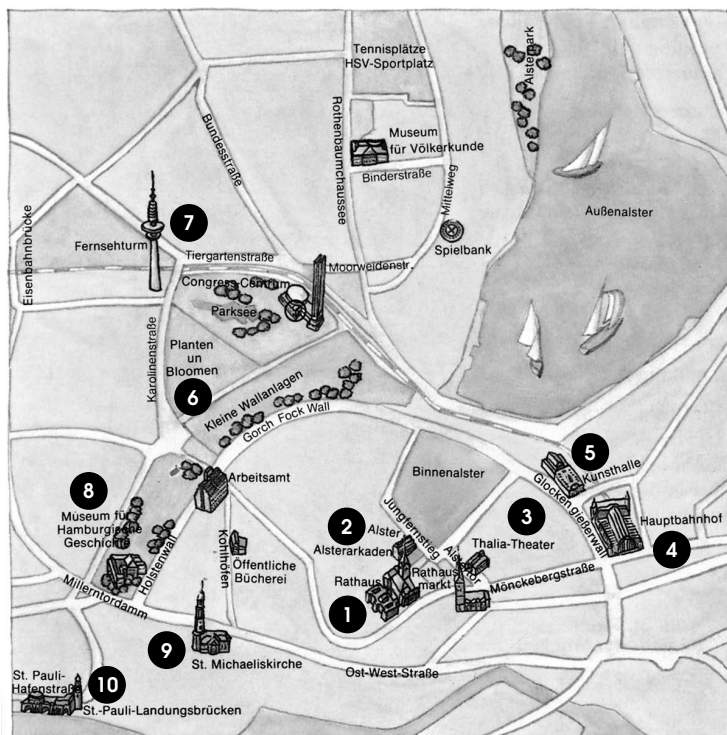 Tennisplätze
HSV-Sportplatz
Alsterpark
Bundesstraße
Rothenbaumchaussee
Museum
für Völkerkunde
Binderstraße
Mittelweg
Außenalster
7
Eisenbahnbrücke
Fernsehturm
Tiergartenstraße
Spielbank
Moorweidenstr.
Congress-Centrum
Parksee
Karolinenstraße
Planten
un
Bloomen
6
Kleine Wallanlagen
Gorch Fock Wall
5
Kunsthalle
Binnenalster
Glockengießerwall
8
Arbeitsamt
Museum für
Hamburgische
Geschichte
Holstenwall
Kohlhöfen
Öffentliche
Bücherei
2
Alster
Alsterarkaden
Jungfernstieg
3
Thalia-Theater
Hauptbahnhof
4
Alstertor
Rathaus
Rathaus
markt
Mönckebergstraße
1
Millerntordamm
9
St. Michaeliskirche
Ost-West-Straße
St. Pauli-
Hafenstraße
10
St.-Pauli-Landungsbrücken